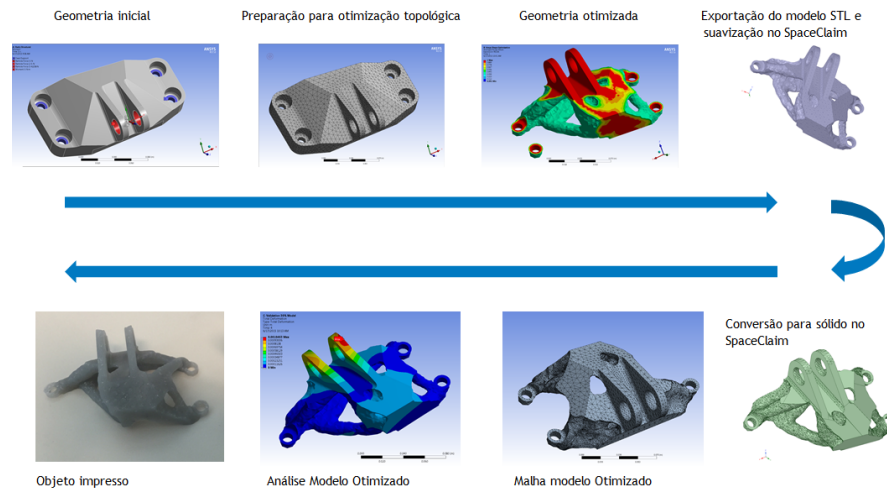 Geometria inicial
Preparação para otimização topológica
Geometria otimizada
Exportação do modelo STL e
suavização no SpaceClaim
Conversão para sólido no
SpaceClaim
Objeto impresso
Análise Modelo Otimizado
Malha modelo Otimizado